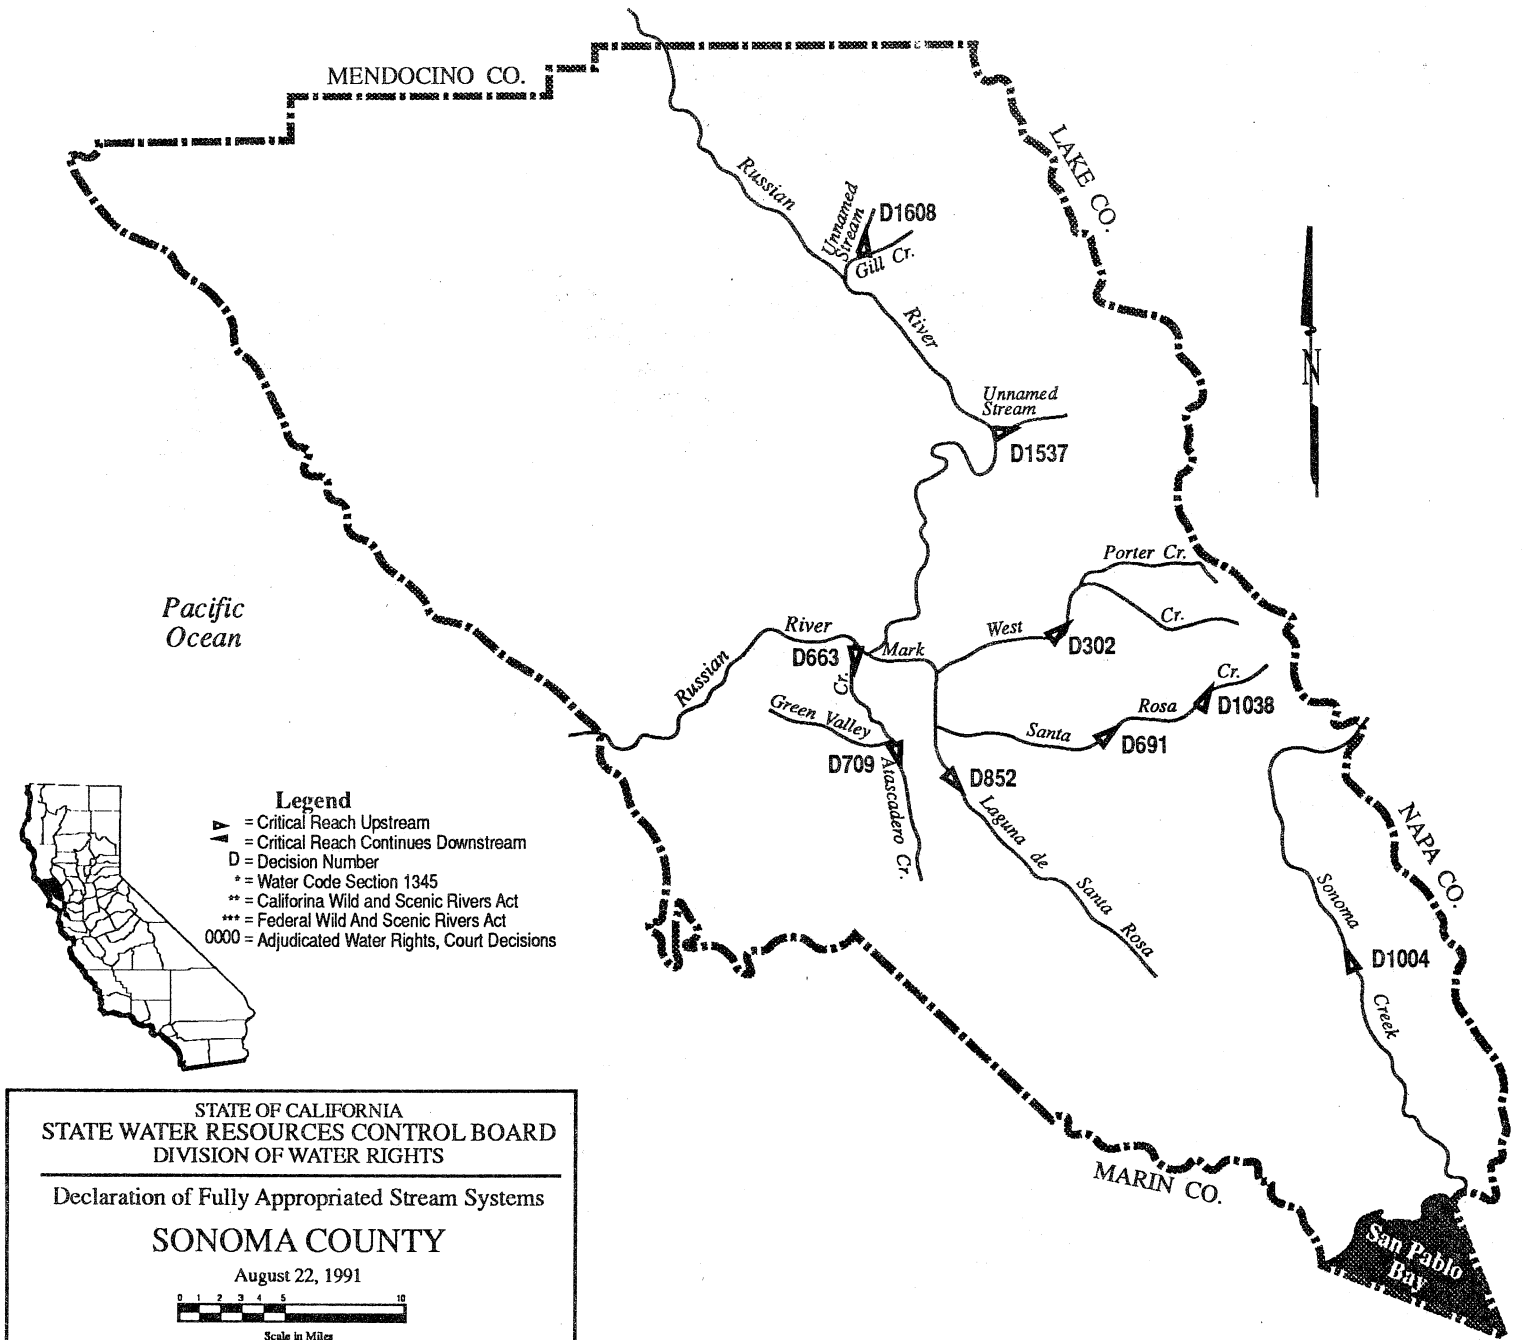 MENDOCINO CO.
LAKE CO.
Russian
Unnamed
Stream
D1608
Gill Cr.
River
N
Unnamed
Stream
D1537
Porter Cr.
Pacific
Ocean
Cr.
West
D302
River
D663
Mark
Russian
Cr.
Cr.
D1038
Rosa
Santa
D691
Green Valley
D709
D852
Atascadero Cr.
Laguna de
Santa
Rosa
NAPA CO.
Sonoma
D1004
Creek
Legend
= Critical Reach Upstream
= Critical Reach Continues Downstream
D = Decision Number
* = Water Code Section 1345
** = Califorina Wild and Scenic Rivers Act
*** = Federal Wild And Scenic Rivers Act
0000 = Adjudicated Water Rights, Court Decisions
MARIN CO.
San Pablo
Bay
STATE OF CALIFORNIA
STATE WATER RESOURCES CONTROL BOARD
DIVISION OF WATER RIGHTS
Declaration of Fully Appropriated Stream Systems
SONOMA COUNTY
August 22, 1991
0 1 2 3 4 5 10
Scale in Miles